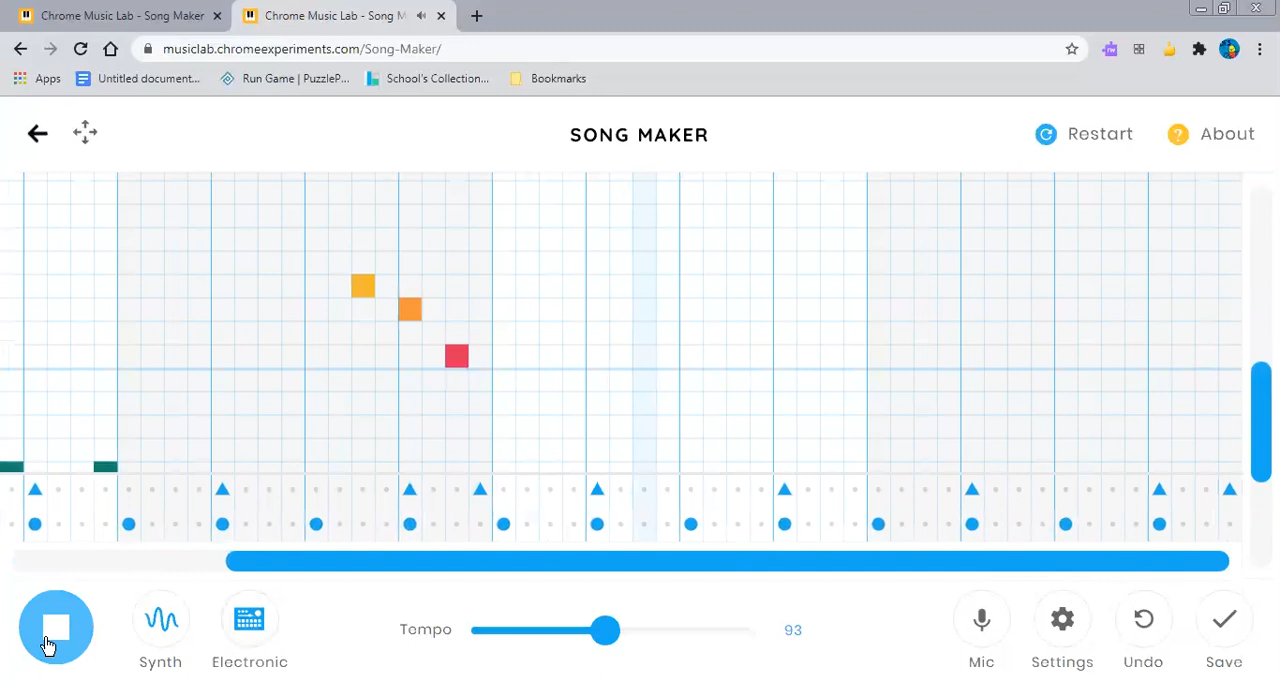 Chrome Music Lab - Song Maker
Chrome Music Lab - Song M
musiclab.chromeexperiments.com/Song-Maker/
Apps
Untitled document...
Run Game | PuzzleP...
School's Collection...
Bookmarks
SONG MAKER
Restart
? About
Tempo
93
Synth
Electronic
Mic
Settings
Undo
Save